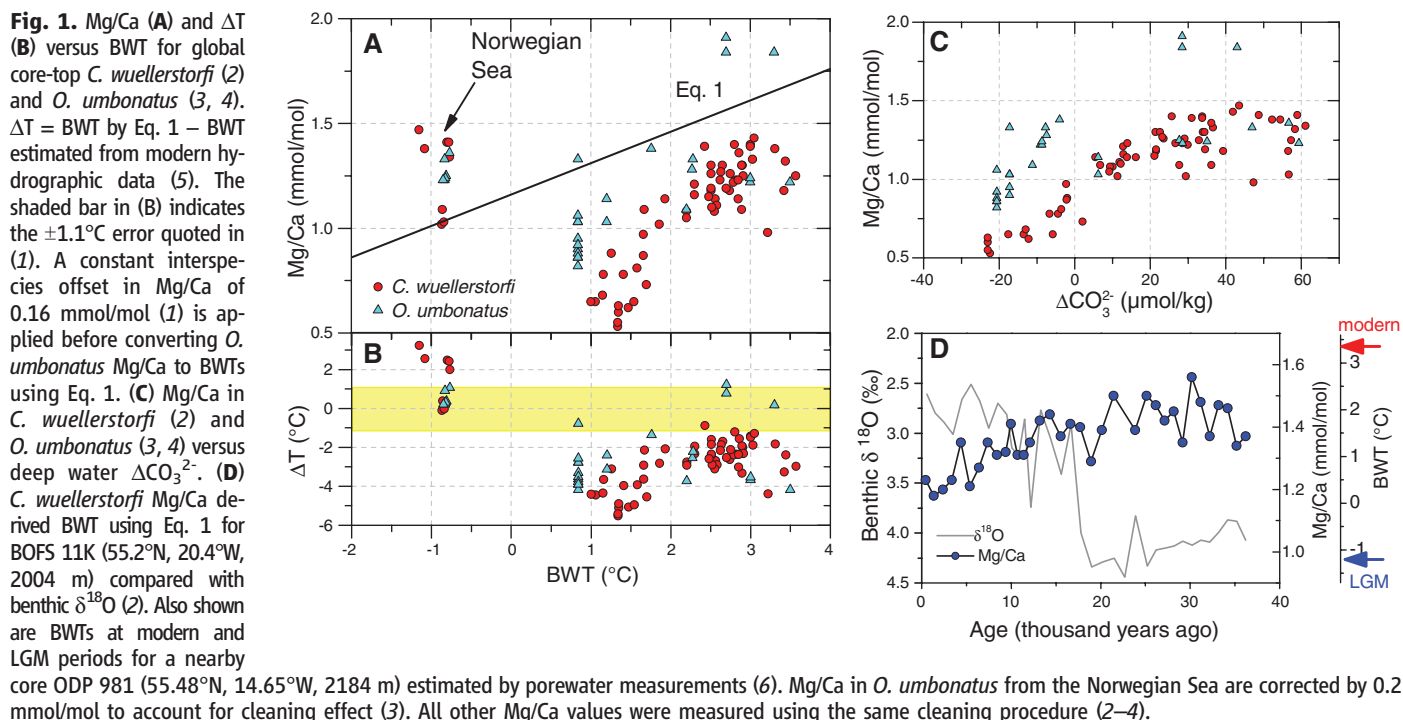 Fig. 1. Mg/Ca (A) and ΔT
(B) versus BWT for global
core-top C. wuellerstorfi (2)
and O. umbonatus (3, 4).
ΔT = BWT by Eq. 1 – BWT
estimated from modern hy-
drographic data (5). The
shaded bar in (B) indicates
the ±1.1°C error quoted in
(1). A constant interspe-
cies offset in Mg/Ca of
0.16 mmol/mol (1) is ap-
plied before converting O.
umbonatus Mg/Ca to BWTs
using Eq. 1. (C) Mg/Ca in
C. wuellerstorfi (2) and
O. umbonatus (3, 4) versus
deep water ΔCO₃²⁻. (D)
C. wuellerstorfi Mg/Ca de-
rived BWT using Eq. 1 for
BOFS 11K (55.2°N, 20.4°W,
2004 m) compared with
benthic δ¹⁸O (2). Also shown
are BWTs at modern and
LGM periods for a nearby
core ODP 981 (55.48°N, 14.65°W, 2184 m) estimated by porewater measurements (6). Mg/Ca in O. umbonatus from the Norwegian Sea are corrected by 0.2
mmol/mol to account for cleaning effect (3). All other Mg/Ca values were measured using the same cleaning procedure (2–4).
A
Norwegian
Sea
Eq. 1
Mg/Ca (mmol/mol)
2.0
1.5
1.0
0.5
C. wuellerstorfi
O. umbonatus
B
ΔT (°C)
2
0
-2
-4
-6
-2 -1 0 1 2 3 4
BWT (°C)
C
Mg/Ca (mmol/mol)
2.0
1.5
1.0
0.5
-40 -20 0 20 40 60
ΔCO₃²⁻ (μmol/kg)
D
Benthic δ ¹⁸O (‰)
2.0
2.5
3.0
3.5
4.0
4.5
δ¹⁸O
Mg/Ca
0 10 20 30 40
Age (thousand years ago)
1.6
1.4
1.2
1.0
Mg/Ca (mmol/mol)
modern
3
2
1
0
-1
BWT (°C)
LGM